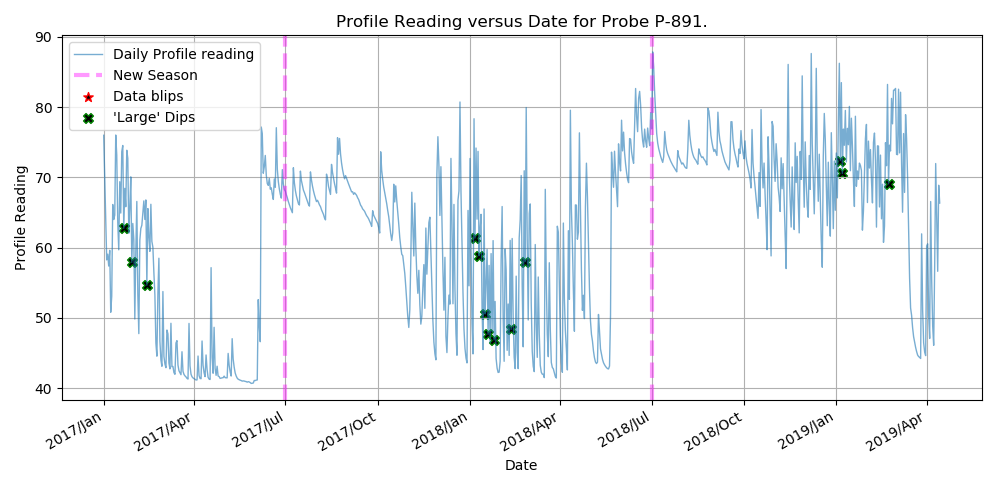 Profile Reading versus Date for Probe P-891.
90
80
70
60
50
40
Profile Reading
Daily Profile reading
New Season
Data blips
'Large' Dips
2017/Jan
2017/Apr
2017/Jul
2017/Oct
2018/Jan
2018/Apr
2018/Jul
2018/Oct
2019/Jan
2019/Apr
Date